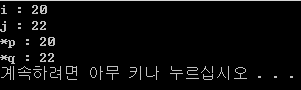 i : 20
j : 22
*p : 20
*q : 22
계속하려면 아무 키나 누르십시오 . . .